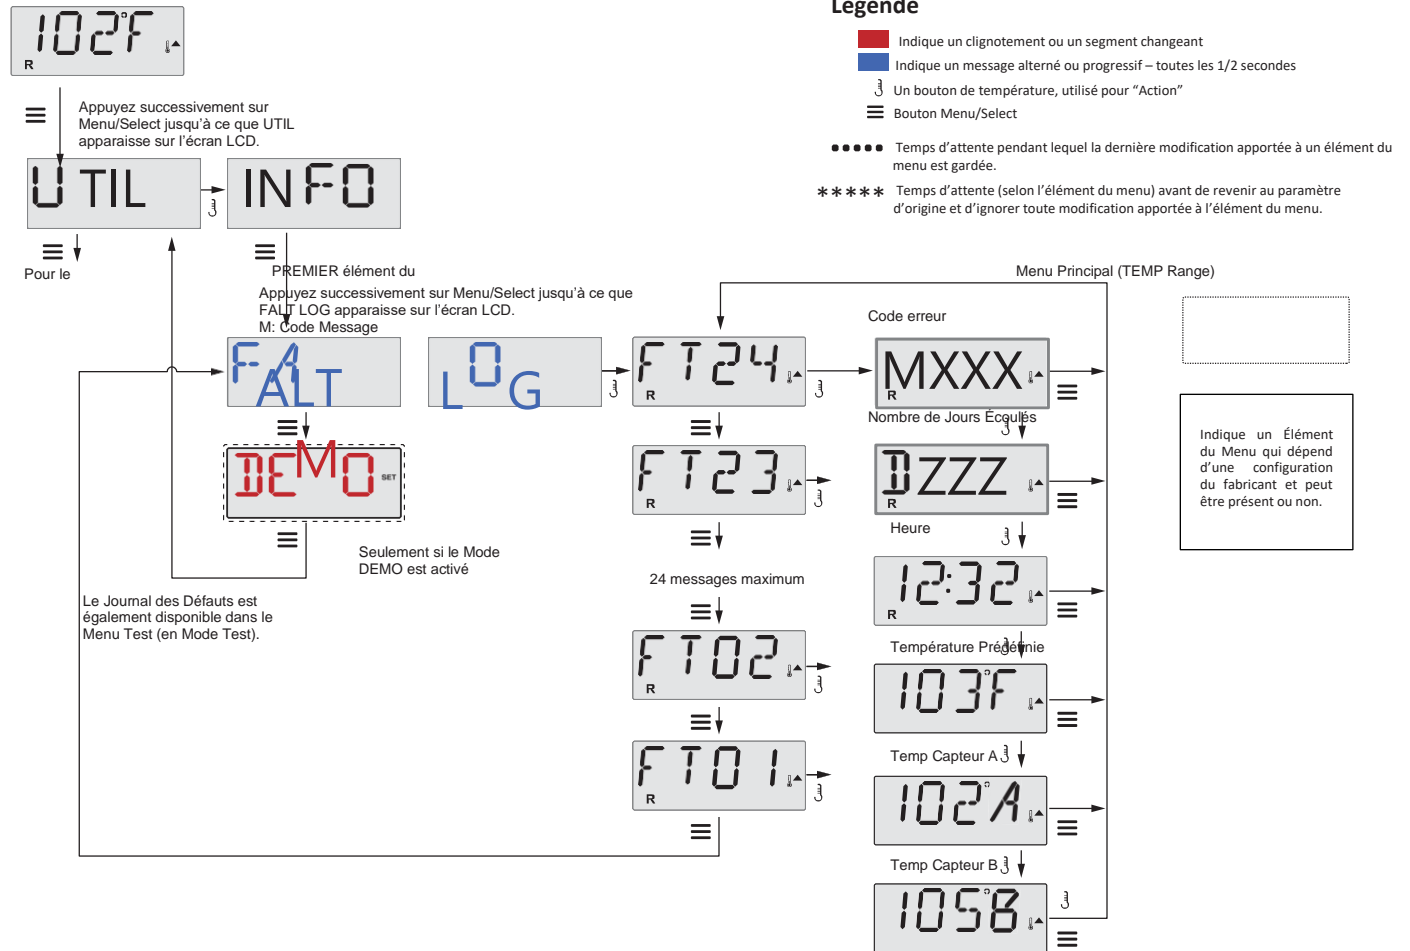 Légende
102°F
R
Indique un clignotement ou un segment changeant
Indique un message alterné ou progressif – toutes les 1/2 secondes
Un bouton de température, utilisé pour “Action”
Bouton Menu/Select
Temps d’attente pendant lequel la dernière modification apportée à un élément du
menu est gardée.
***** Temps d’attente (selon l’élément du menu) avant de revenir au paramètre
d’origine et d’ignorer toute modification apportée à l’élément du menu.
Appuyez successivement sur
Menu/Select jusqu’à ce que UTIL
apparaisse sur l’écran LCD.
UTIL
INFO
Pour le
PREMIER élément du
Menu Principal (TEMP Range)
Appuyez successivement sur Menu/Select jusqu’à ce que
FALT LOG apparaisse sur l’écran LCD.
M: Code Message
FA
ALT
LOG
FT24
R
Code erreur
MXXX
R
DEMO
SET
FT23
R
Nombre de Jours Écoulés
DZZZ
R
Indique un Élément
du Menu qui dépend
d’une configuration
du fabricant et peut
être présent ou non.
Seulement si le Mode
DEMO est activé
24 messages maximum
Heure
12:32
R
Le Journal des Défauts est
également disponible dans le
Menu Test (en Mode Test).
FT02
R
Température Prédéfinie
103°F
FT01
R
Temp Capteur A
102°A
Temp Capteur B
105°B